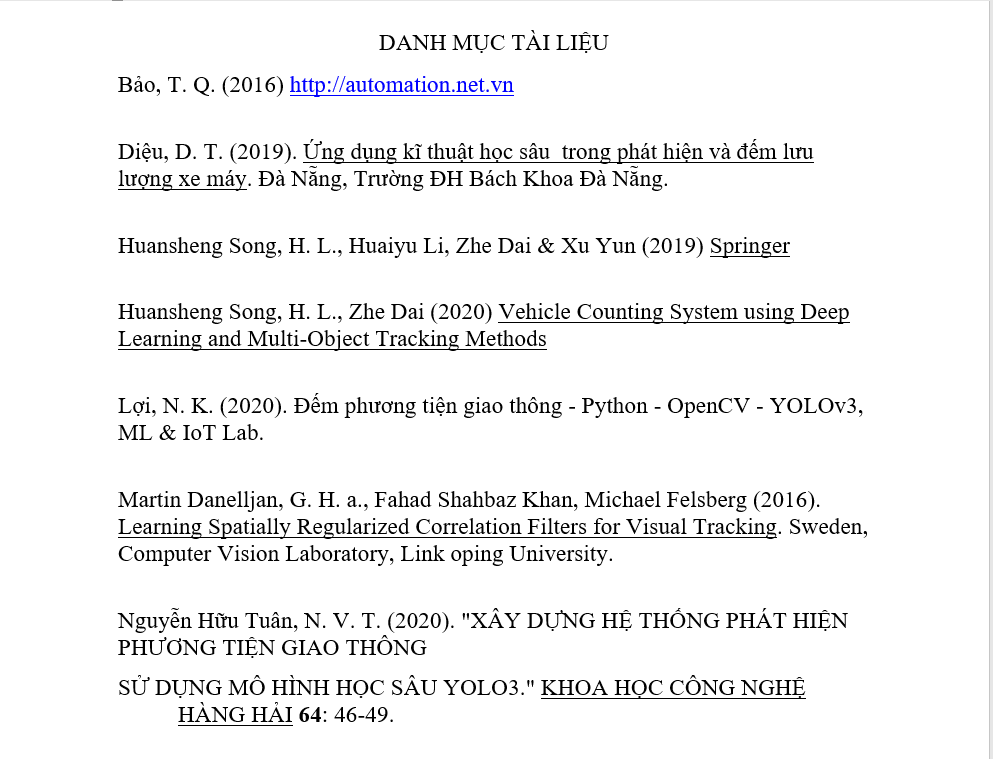 DANH MỤC TÀI LIỆU
Bảo, T. Q. (2016) http://automation.net.vn
Diệu, D. T. (2019). Ứng dụng kĩ thuật học sâu  trong phát hiện và đếm lưu
lượng xe máy. Đà Nẵng, Trường ĐH Bách Khoa Đà Nẵng.
Huansheng Song, H. L., Huaiyu Li, Zhe Dai & Xu Yun (2019) Springer
Huansheng Song, H. L., Zhe Dai (2020) Vehicle Counting System using Deep
Learning and Multi-Object Tracking Methods
Lợi, N. K. (2020). Đếm phương tiện giao thông - Python - OpenCV - YOLOv3,
ML & IoT Lab.
Martin Danelljan, G. H. a., Fahad Shahbaz Khan, Michael Felsberg (2016).
Learning Spatially Regularized Correlation Filters for Visual Tracking. Sweden,
Computer Vision Laboratory, Link oping University.
Nguyễn Hữu Tuân, N. V. T. (2020). "XÂY DỰNG HỆ THỐNG PHÁT HIỆN
PHƯƠNG TIỆN GIAO THÔNG
SỬ DỤNG MÔ HÌNH HỌC SÂU YOLO3." KHOA HỌC CÔNG NGHỆ
HÀNG HẢI 64: 46-49.